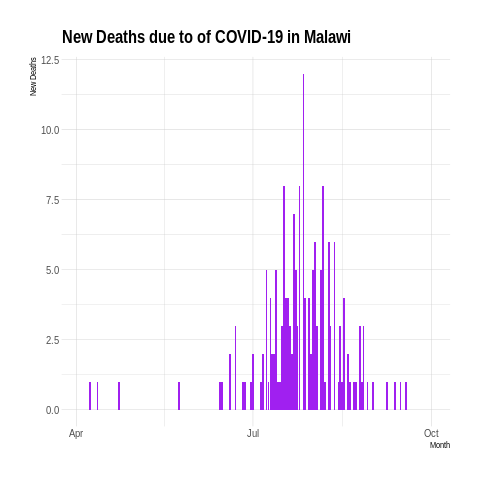 New Deaths due to of COVID-19 in Malawi
New Deaths
12.5
10.0
7.5
5.0
2.5
0.0
Apr
Jul
Oct
Month